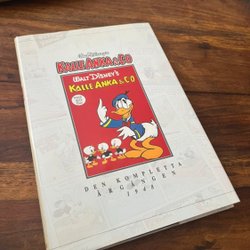 Walt Disney's
KALLE ANKA & C:O
WALT DISNEY'S
KALLE ANKA & C:O
DEN KOMPLETTA
ÅRGÅNGEN
1948